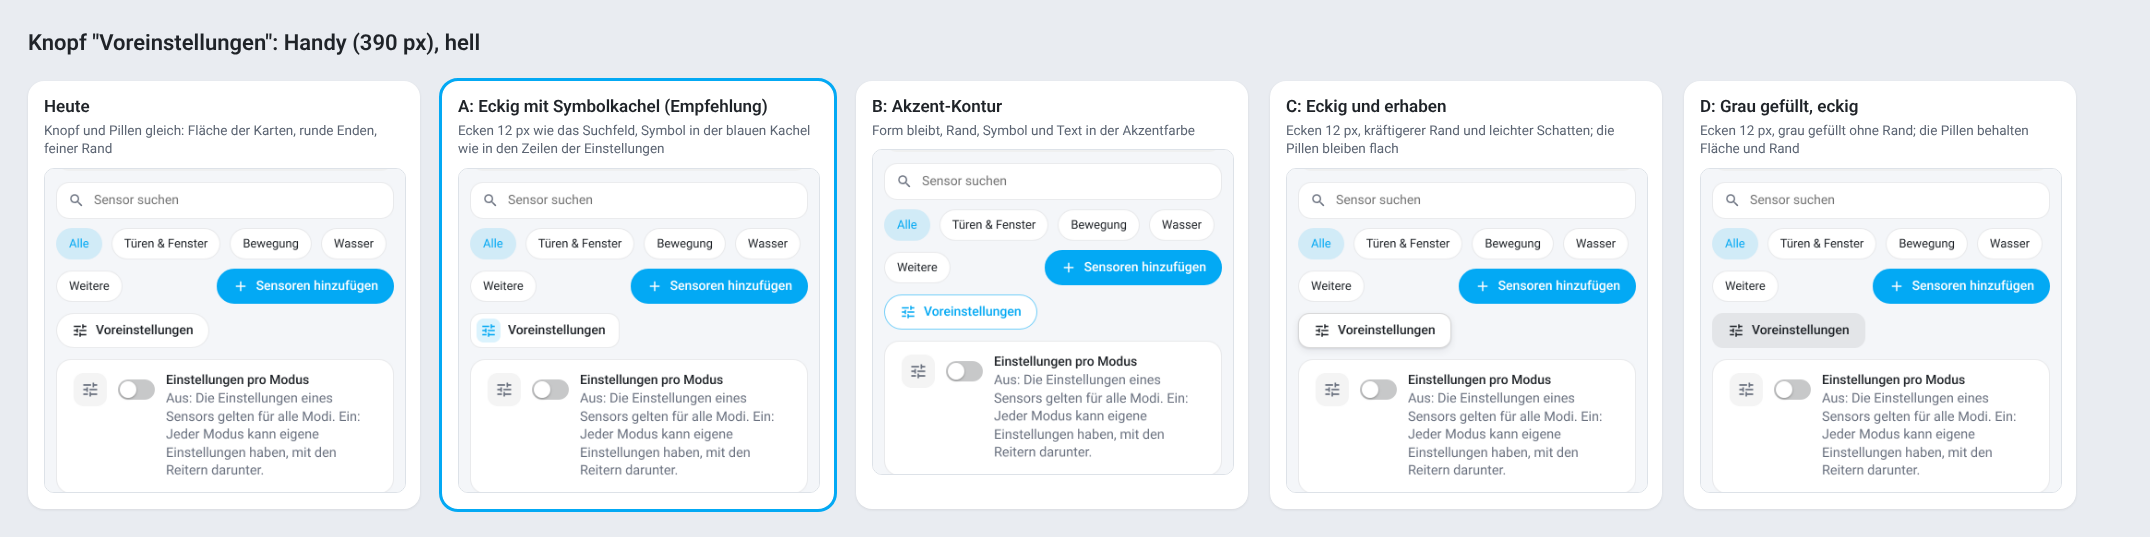 Knopf "Voreinstellungen": Handy (390 px), hell
Heute
Knopf und Pillen gleich: Fläche der Karten, runde Enden,
feiner Rand
Sensor suchen
Alle
Türen & Fenster
Bewegung
Wasser
Weitere
+ Sensoren hinzufügen
Voreinstellungen
Einstellungen pro Modus
Aus: Die Einstellungen eines
Sensors gelten für alle Modi. Ein:
Jeder Modus kann eigene
Einstellungen haben, mit den
Reitern darunter.
A: Eckig mit Symbolkachel (Empfehlung)
Ecken 12 px wie das Suchfeld, Symbol in der blauen Kachel
wie in den Zeilen der Einstellungen
Sensor suchen
Alle
Türen & Fenster
Bewegung
Wasser
Weitere
+ Sensoren hinzufügen
Voreinstellungen
Einstellungen pro Modus
Aus: Die Einstellungen eines
Sensors gelten für alle Modi. Ein:
Jeder Modus kann eigene
Einstellungen haben, mit den
Reitern darunter.
B: Akzent-Kontur
Form bleibt, Rand, Symbol und Text in der Akzentfarbe
Sensor suchen
Alle
Türen & Fenster
Bewegung
Wasser
Weitere
+ Sensoren hinzufügen
Voreinstellungen
Einstellungen pro Modus
Aus: Die Einstellungen eines
Sensors gelten für alle Modi. Ein:
Jeder Modus kann eigene
Einstellungen haben, mit den
Reitern darunter.
C: Eckig und erhaben
Ecken 12 px, kräftigerer Rand und leichter Schatten; die
Pillen bleiben flach
Sensor suchen
Alle
Türen & Fenster
Bewegung
Wasser
Weitere
+ Sensoren hinzufügen
Voreinstellungen
Einstellungen pro Modus
Aus: Die Einstellungen eines
Sensors gelten für alle Modi. Ein:
Jeder Modus kann eigene
Einstellungen haben, mit den
Reitern darunter.
D: Grau gefüllt, eckig
Ecken 12 px, grau gefüllt ohne Rand; die Pillen behalten
Fläche und Rand
Sensor suchen
Alle
Türen & Fenster
Bewegung
Wasser
Weitere
+ Sensoren hinzufügen
Voreinstellungen
Einstellungen pro Modus
Aus: Die Einstellungen eines
Sensors gelten für alle Modi. Ein:
Jeder Modus kann eigene
Einstellungen haben, mit den
Reitern darunter.